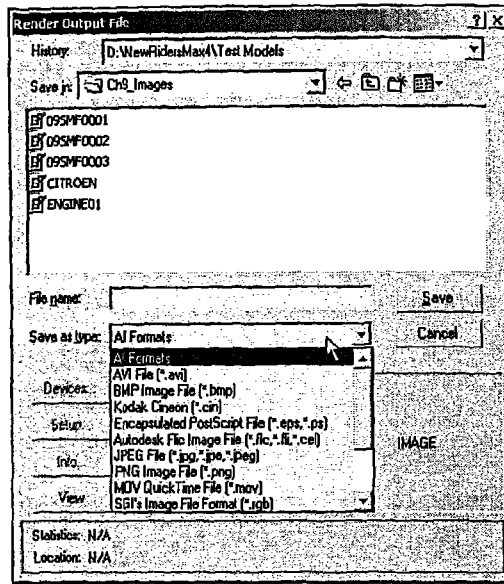 Render Output File
History: D:\NewRidersMax4\Test Models
Save in: Ch9_Images
09SMF0001
09SMF0002
09SMF0003
CITROEN
ENGINE01
File name: Save
Save as type: All Formats Cancel
All Formats
AVI File (*.avi)
BMP Image File (*.bmp)
Kodak Cineon (*.cin)
Encapsulated PostScript File (*.eps,*.ps)
Autodesk Flic Image File (*.flc,*.fli,*.cel)
JPEG File (*.jpg,*.jpe,*.jpeg)
PNG Image File (*.png)
MOV QuickTime File (*.mov)
SGI's Image File Format (*.rgb)
Devices...
Setup...
Info...
View
IMAGE
Statistics: N/A
Location: N/A